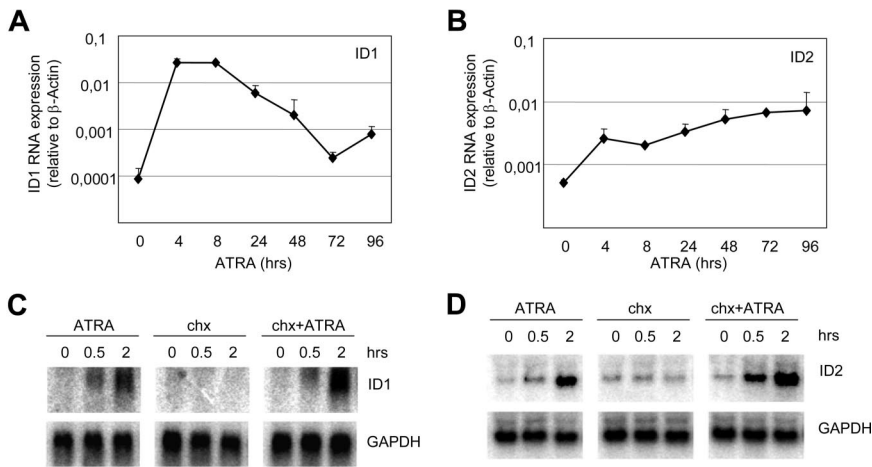 A
ID1 RNA expression
(relative to β-Actin)
0,1
0,01
0,001
0,0001
ID1
0 4 8 24 48 72 96
ATRA (hrs)
B
ID2 RNA expression
(relative to β-Actin)
0,1
0,01
0,001
ID2
0 4 8 24 48 72 96
ATRA (hrs)
C
ATRA chx chx+ATRA
0 0.5 2 0 0.5 2 0 0.5 2 hrs
ID1
GAPDH
D
ATRA chx chx+ATRA
0 0.5 2 0 0.5 2 0 0.5 2 hrs
ID2
GAPDH